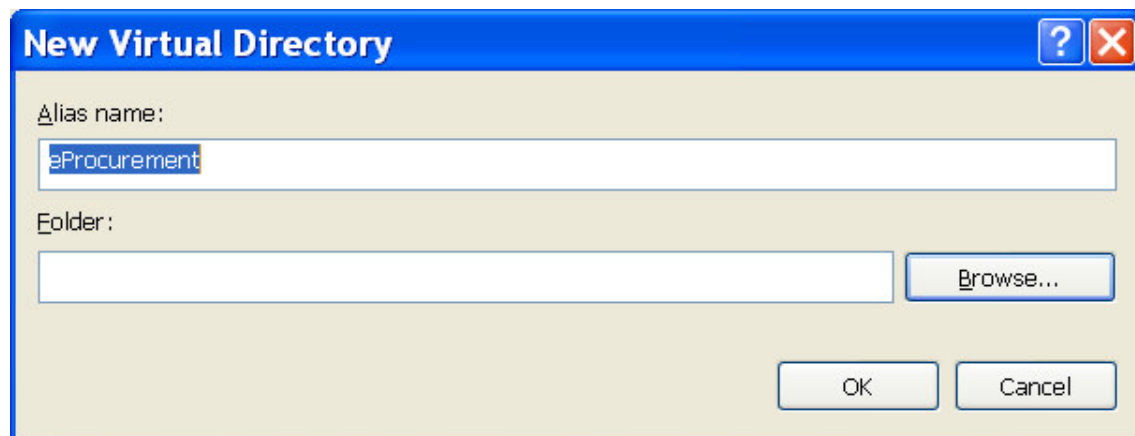 New Virtual Directory
Alias name:
eProcurement
Folder:
Browse...
OK Cancel